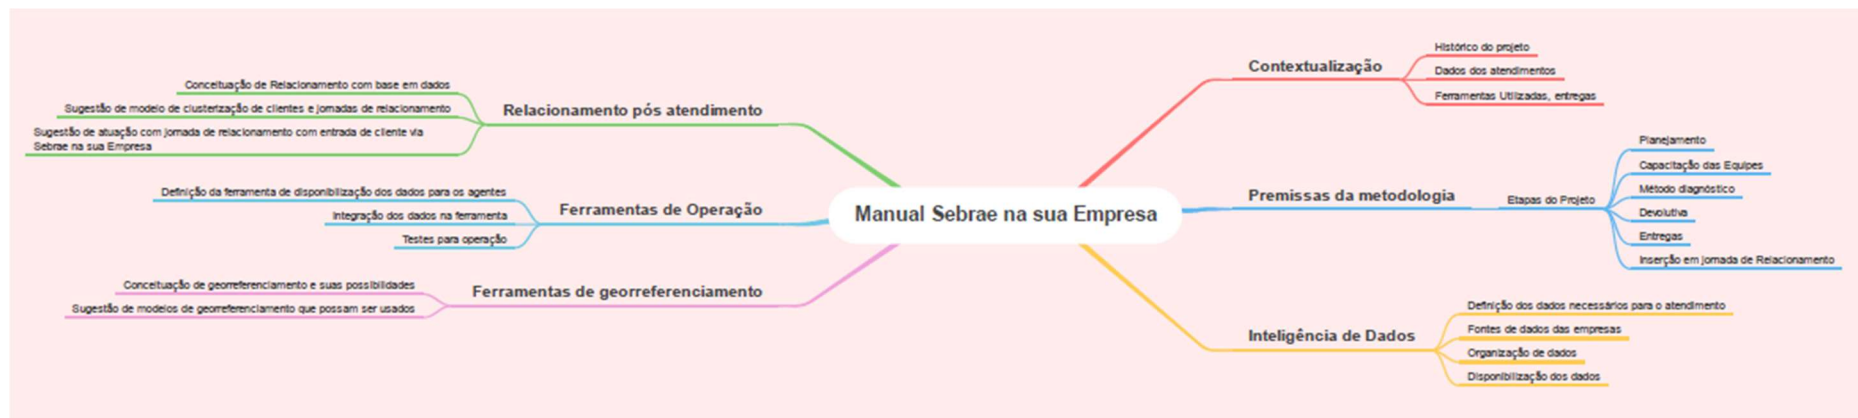 Manual Sebrae na sua Empresa
Contextualização
Histórico do projeto
Dados dos atendimentos
Ferramentas Utilizadas, entregas
Premissas da metodologia
Etapas do Projeto
Planejamento
Capacitação das Equipes
Método diagnóstico
Devolutiva
Entregas
Inserção em jornada de Relacionamento
Inteligência de Dados
Definição dos dados necessários para o atendimento
Fontes de dados das empresas
Organização de dados
Disponibilização dos dados
Relacionamento pós atendimento
Conceituação de Relacionamento com base em dados
Sugestão de modelo de clusterização de clientes e jornadas de relacionamento
Sugestão de atuação com jornada de relacionamento com entrada de cliente via
Sebrae na sua Empresa
Ferramentas de Operação
Definição da ferramenta de disponibilização dos dados para os agentes
Integração dos dados na ferramenta
Testes para operação
Ferramentas de georreferenciamento
Conceituação de georreferenciamento e suas possibilidades
Sugestão de modelos de georreferenciamento que possam ser usados